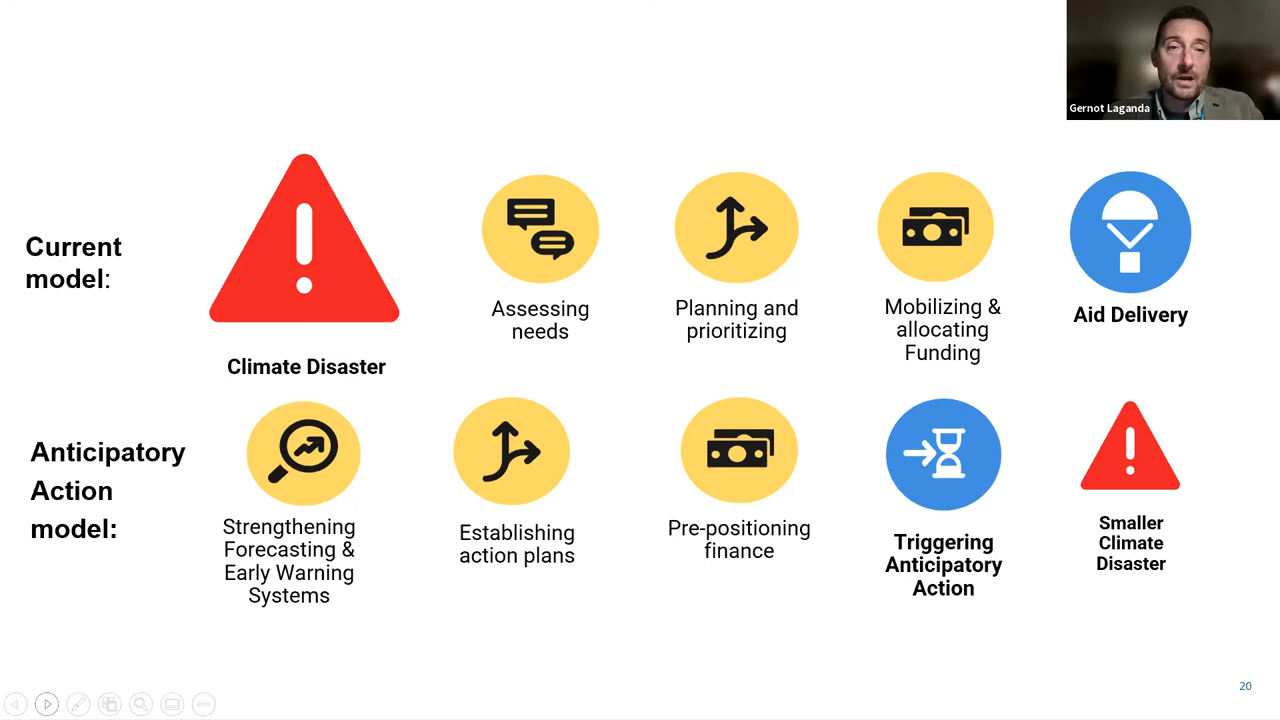 Gernot Laganda
Current
model:
Climate Disaster
Assessing
needs
Planning and
prioritizing
Mobilizing &
allocating
Funding
Aid Delivery
Anticipatory
Action
model:
Strengthening
Forecasting &
Early Warning
Systems
Establishing
action plans
Pre-positioning
finance
Triggering
Anticipatory
Action
Smaller
Climate
Disaster
20